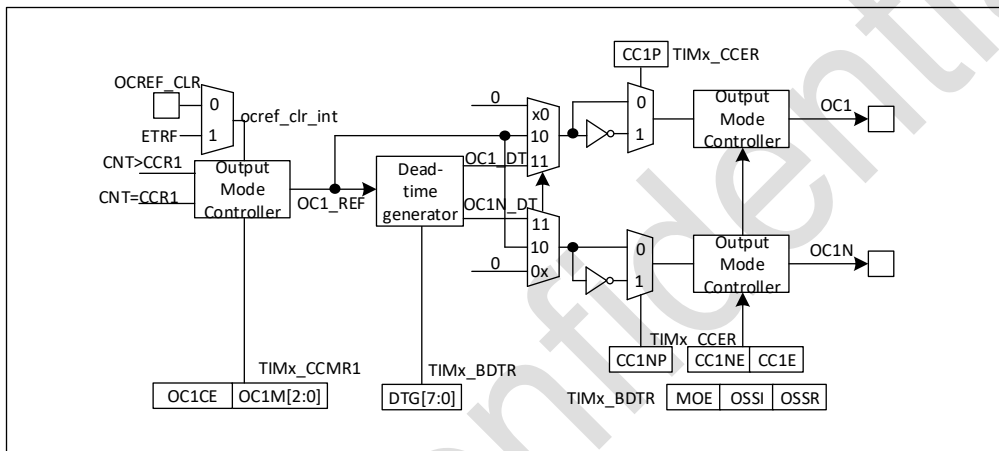 CC1P TIMx_CCER
OCREF_CLR
0
ocref_clr_int
ETRF
1
0
x0
10
11
0
1
Output
Mode
Controller
OC1
CNT>CCR1
CNT=CCR1
Output
Mode
Controller
OC1_REF
Dead-
time
generator
OC1_DT
OC1N_DT
11
10
0x
0
0
1
Output
Mode
Controller
OC1N
TIMx_CCER
CC1NP
CC1NE CC1E
TIMx_CCMR1
OC1CE OC1M[2:0]
TIMx_BDTR
DTG[7:0]
TIMx_BDTR MOE OSSI OSSR
fidential